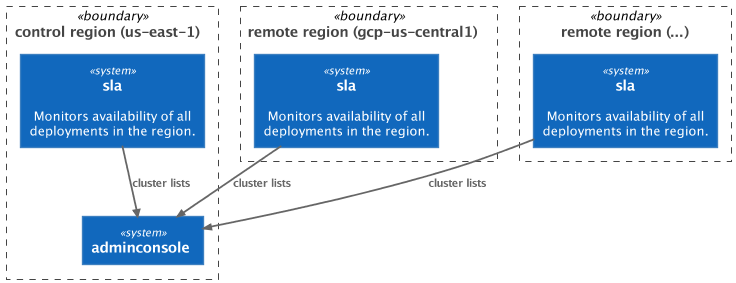 «boundary»
control region (us-east-1)
«system»
sla
Monitors availability of all
deployments in the region.
«boundary»
remote region (gcp-us-central1)
«system»
sla
Monitors availability of all
deployments in the region.
«boundary»
remote region (...)
«system»
sla
Monitors availability of all
deployments in the region.
cluster lists
cluster lists
cluster lists
«system»
adminconsole